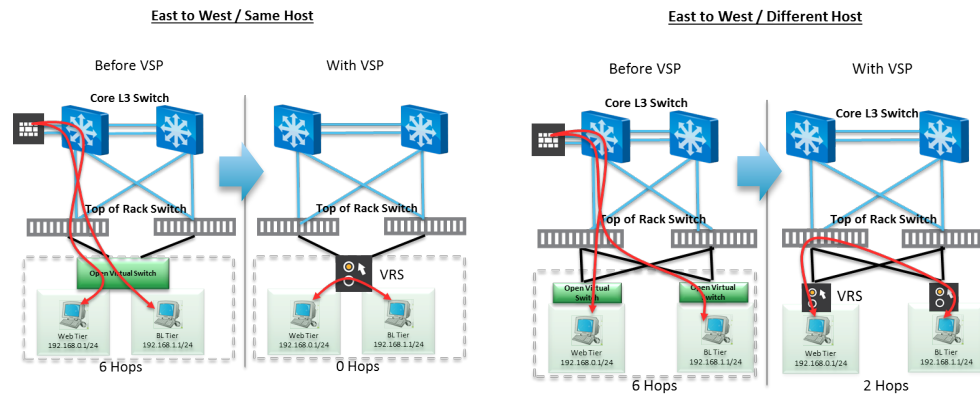 East to West / Same Host
Before VSP
With VSP
Core L3 Switch
Top of Rack Switch
Top of Rack Switch
Open Virtual Switch
VRS
Web Tier
192.168.0.1/24
BL Tier
192.168.1.1/24
Web Tier
192.168.0.1/24
BL Tier
192.168.1.1/24
6 Hops
0 Hops
East to West / Different Host
Before VSP
With VSP
Core L3 Switch
Core L3 Switch
Top of Rack Switch
Top of Rack Switch
Open Virtual
Switch
Open Virtual
Switch
VRS
Web Tier
192.168.0.1/24
BL Tier
192.168.1.1/24
Web Tier
192.168.0.1/24
BL Tier
192.168.1.1/24
6 Hops
2 Hops